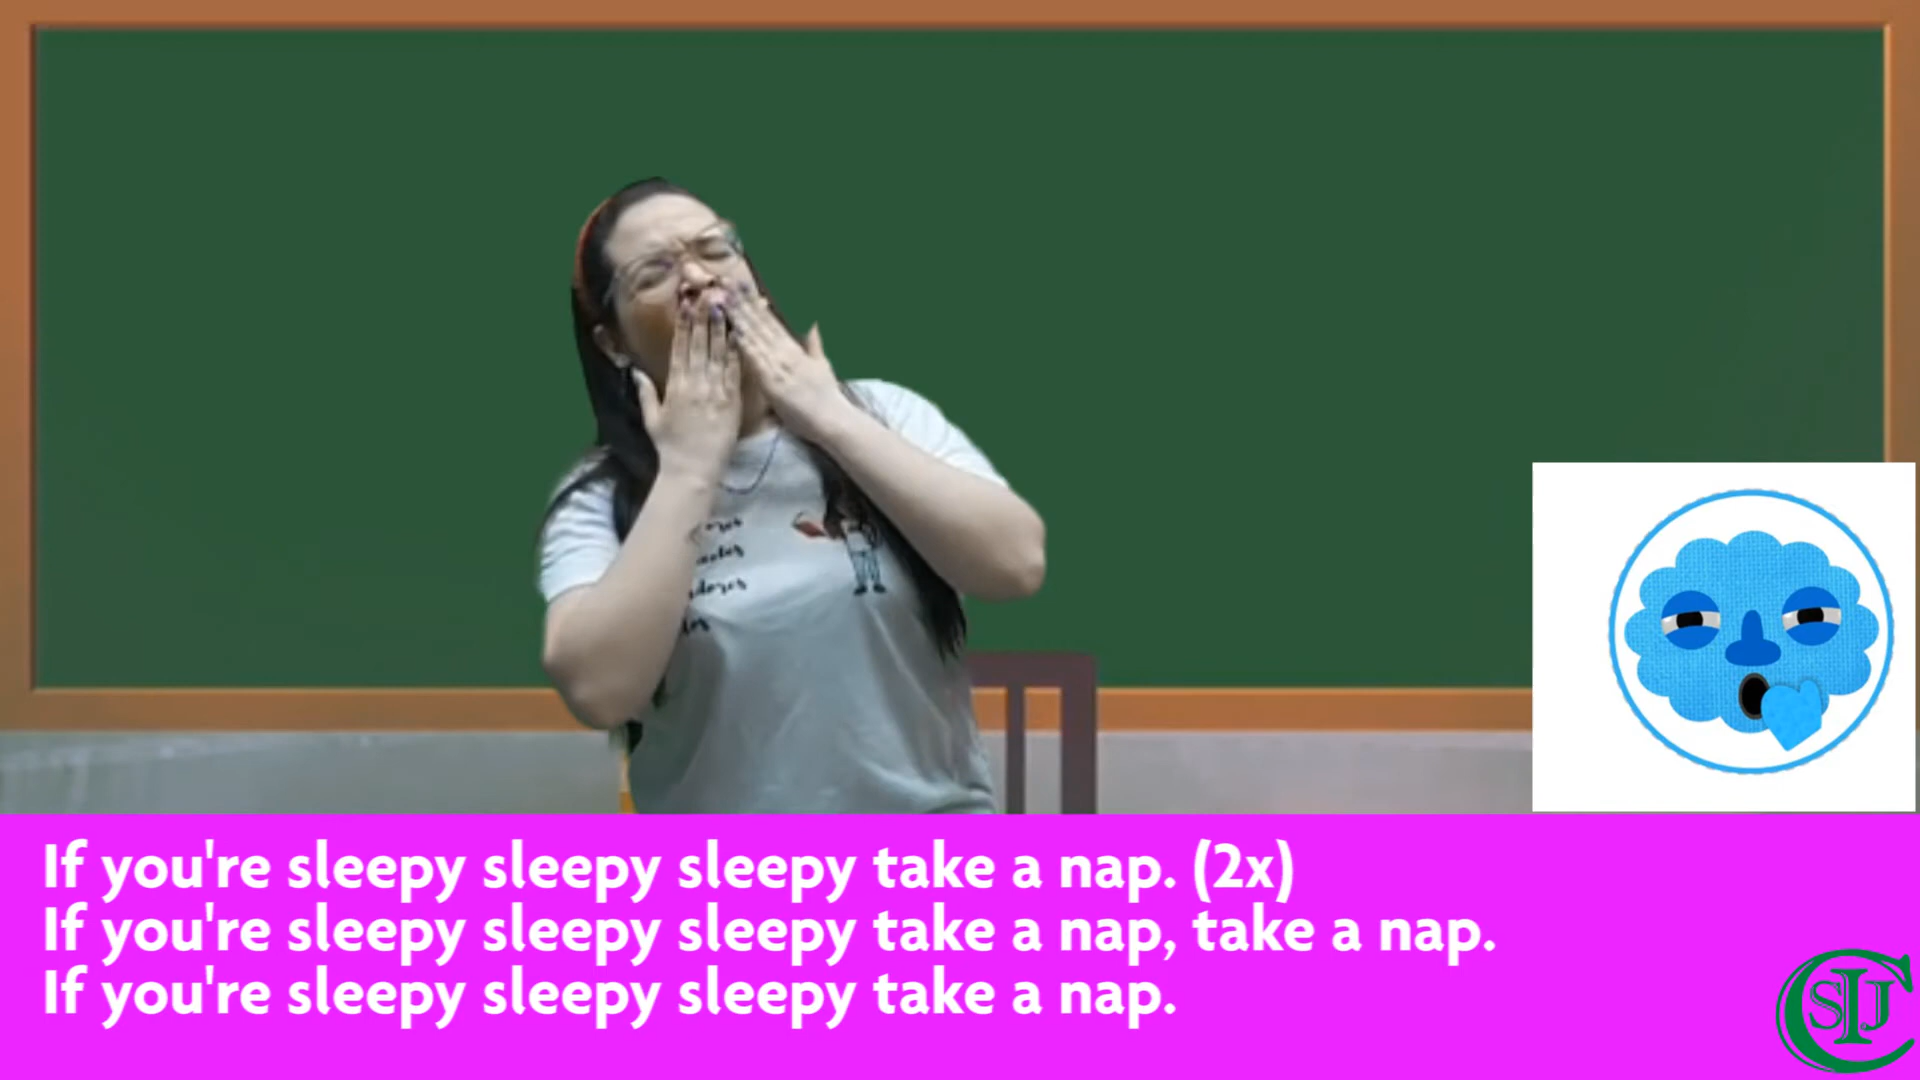 If you're sleepy sleepy sleepy take a nap. (2x)
If you're sleepy sleepy sleepy take a nap, take a nap.
If you're sleepy sleepy sleepy take a nap.
CSIJ